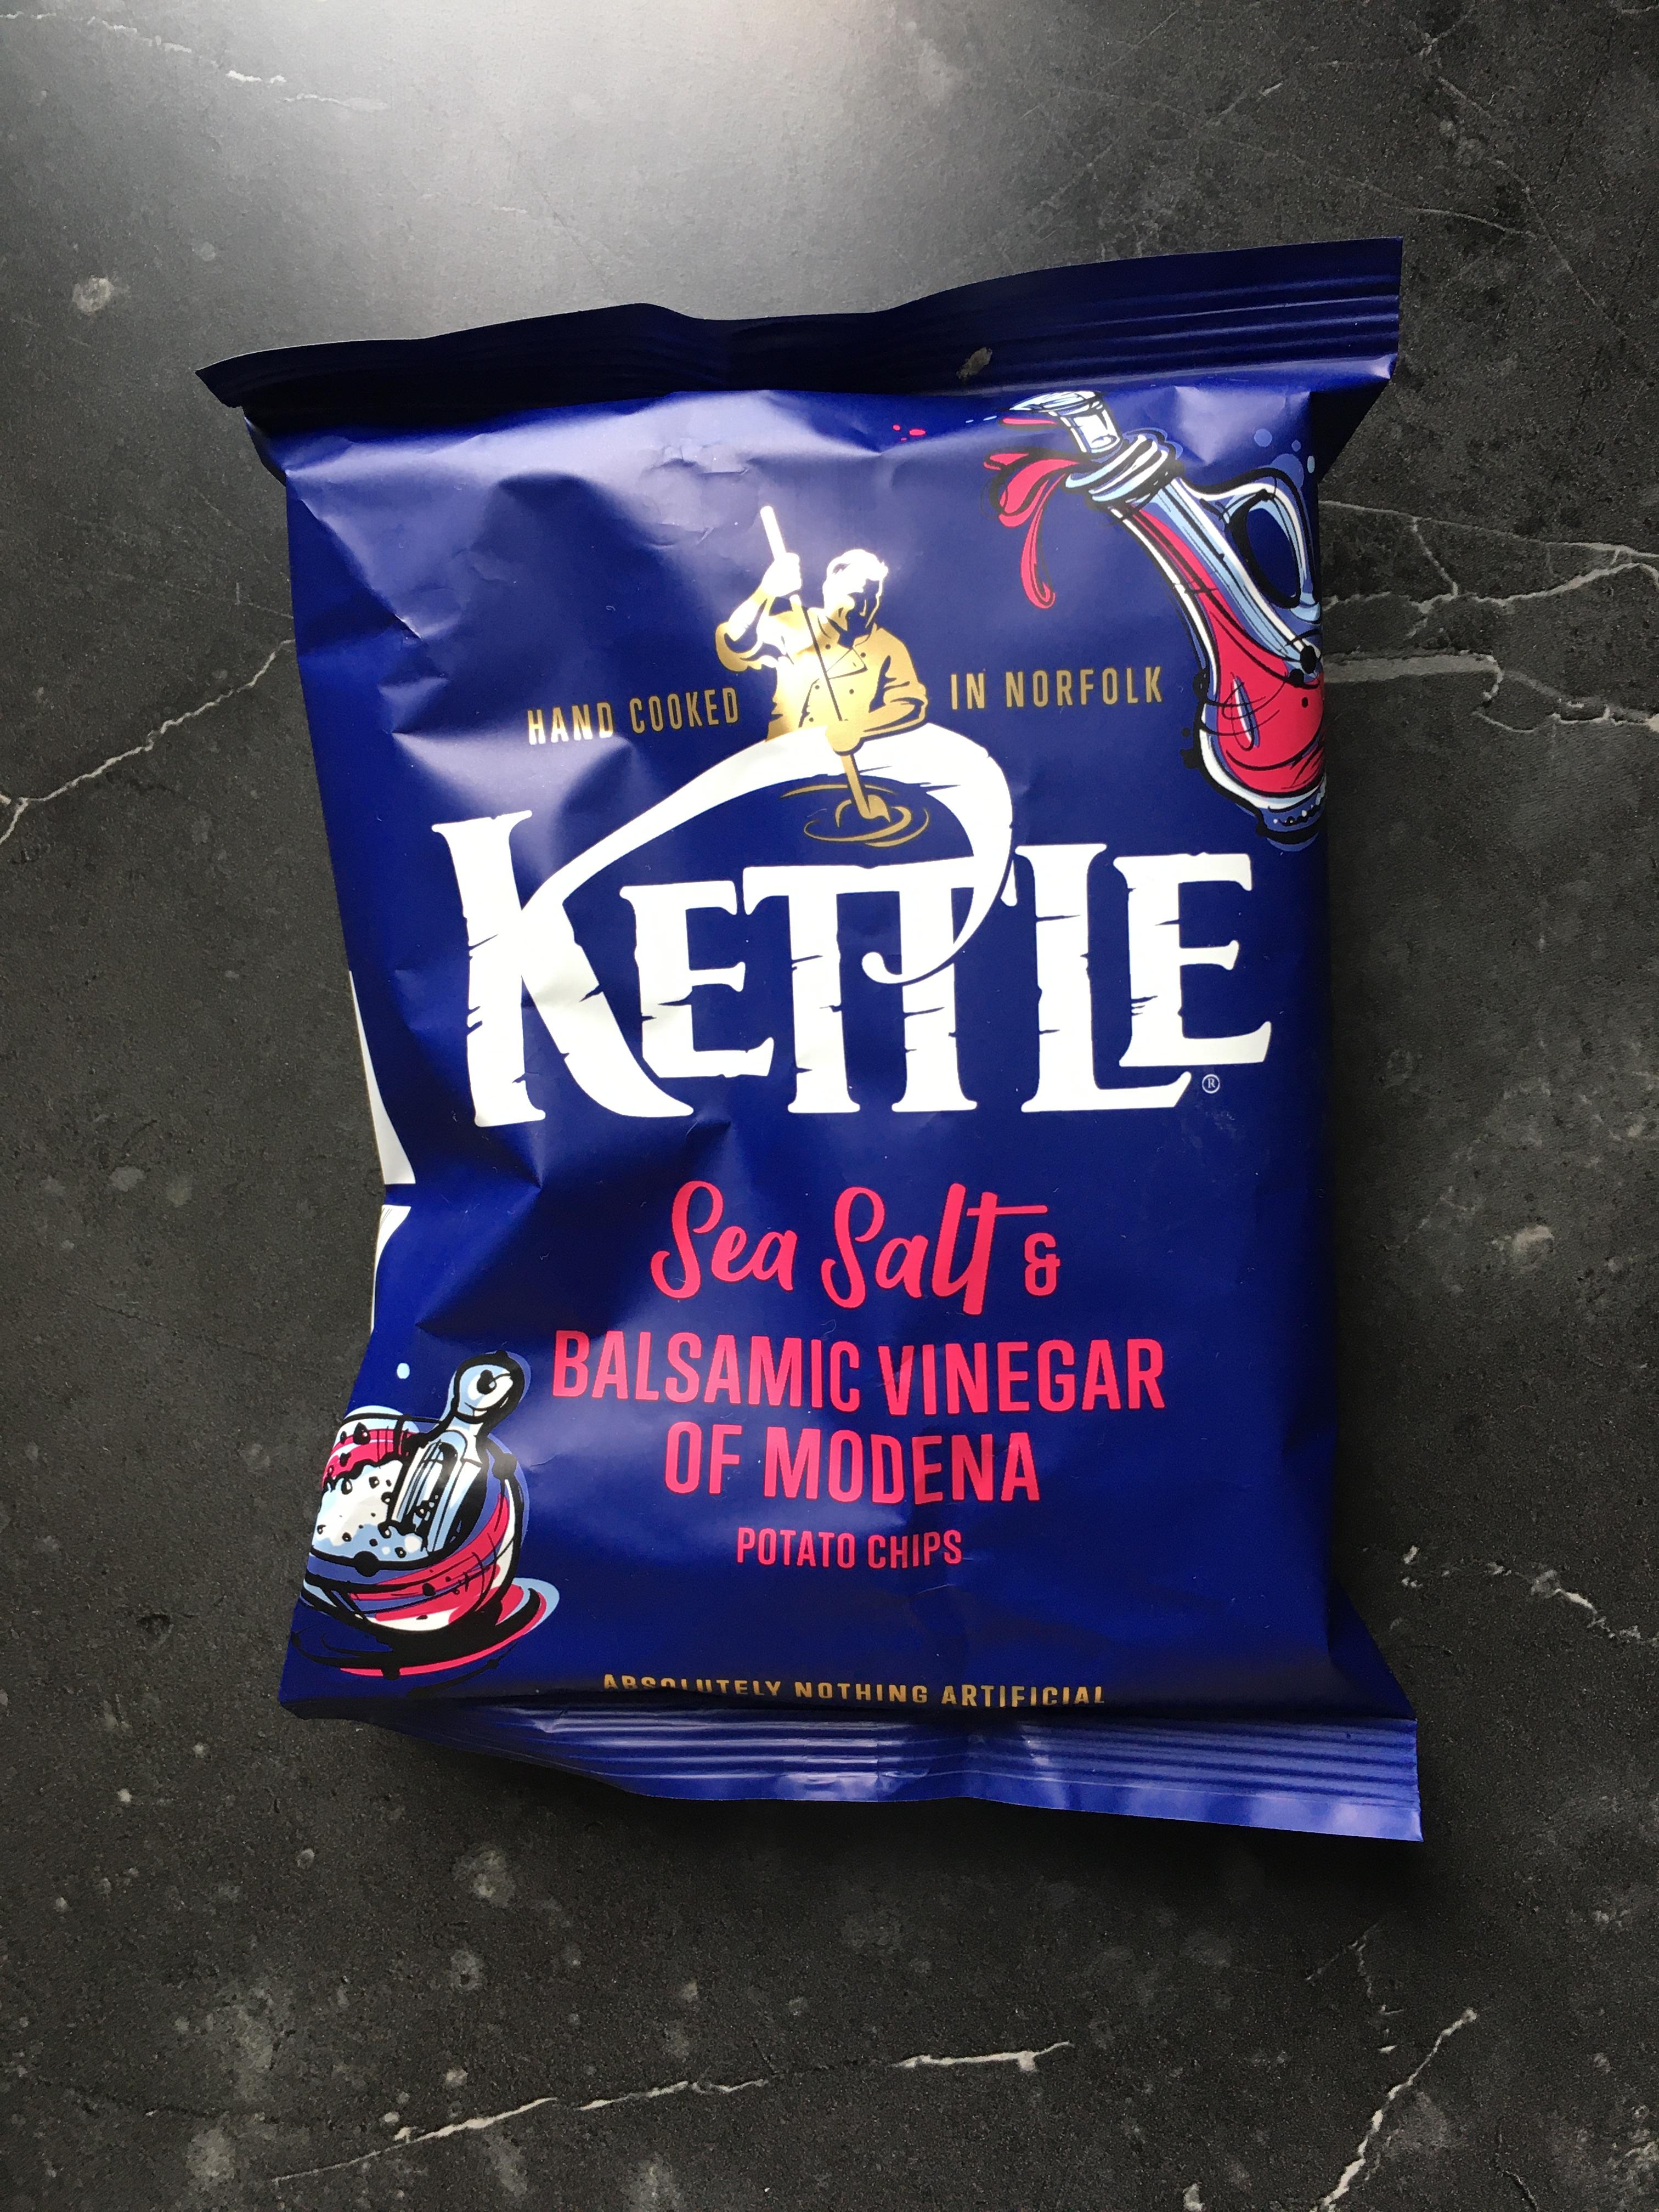 HAND COOKED IN NORFOLK
KETTLE®
Sea Salt &
BALSAMIC VINEGAR
OF MODENA
POTATO CHIPS
ABSOLUTELY NOTHING ARTIFICIAL